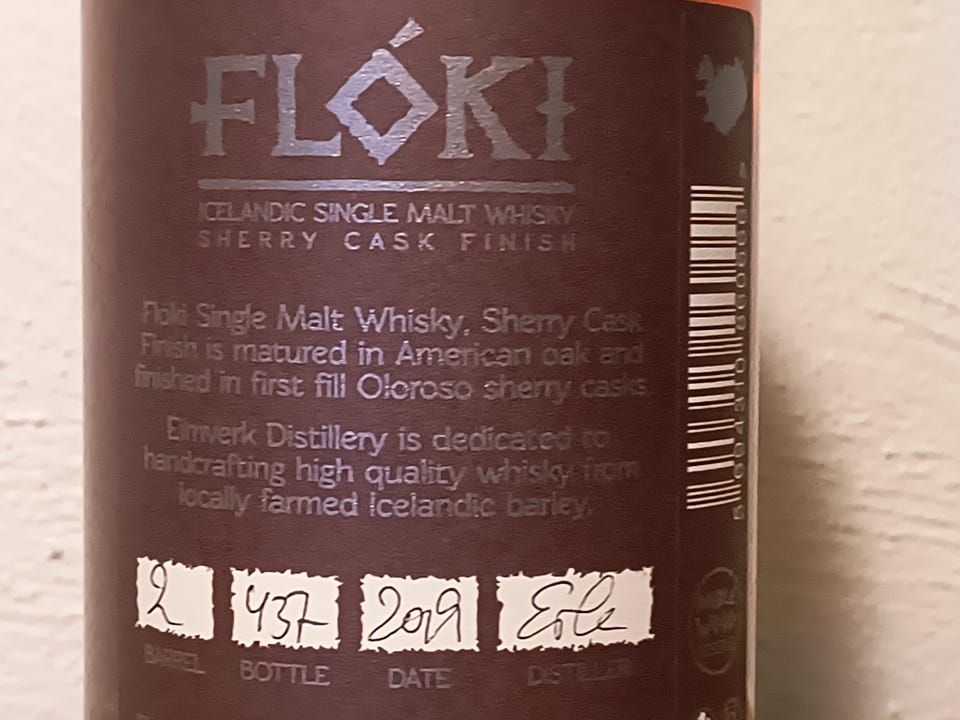 FLÓKI
ICELANDIC SINGLE MALT WHISKY
SHERRY CASK FINISH
Flóki Single Malt Whisky, Sherry Cask
Finish is matured in American oak and
finished in first fill Oloroso sherry casks.
Eimverk Distillery is dedicated to
handcrafting high quality whisky from
locally farmed Icelandic barley.
2 437 2019
BARREL BOTTLE DATE DISTILLER